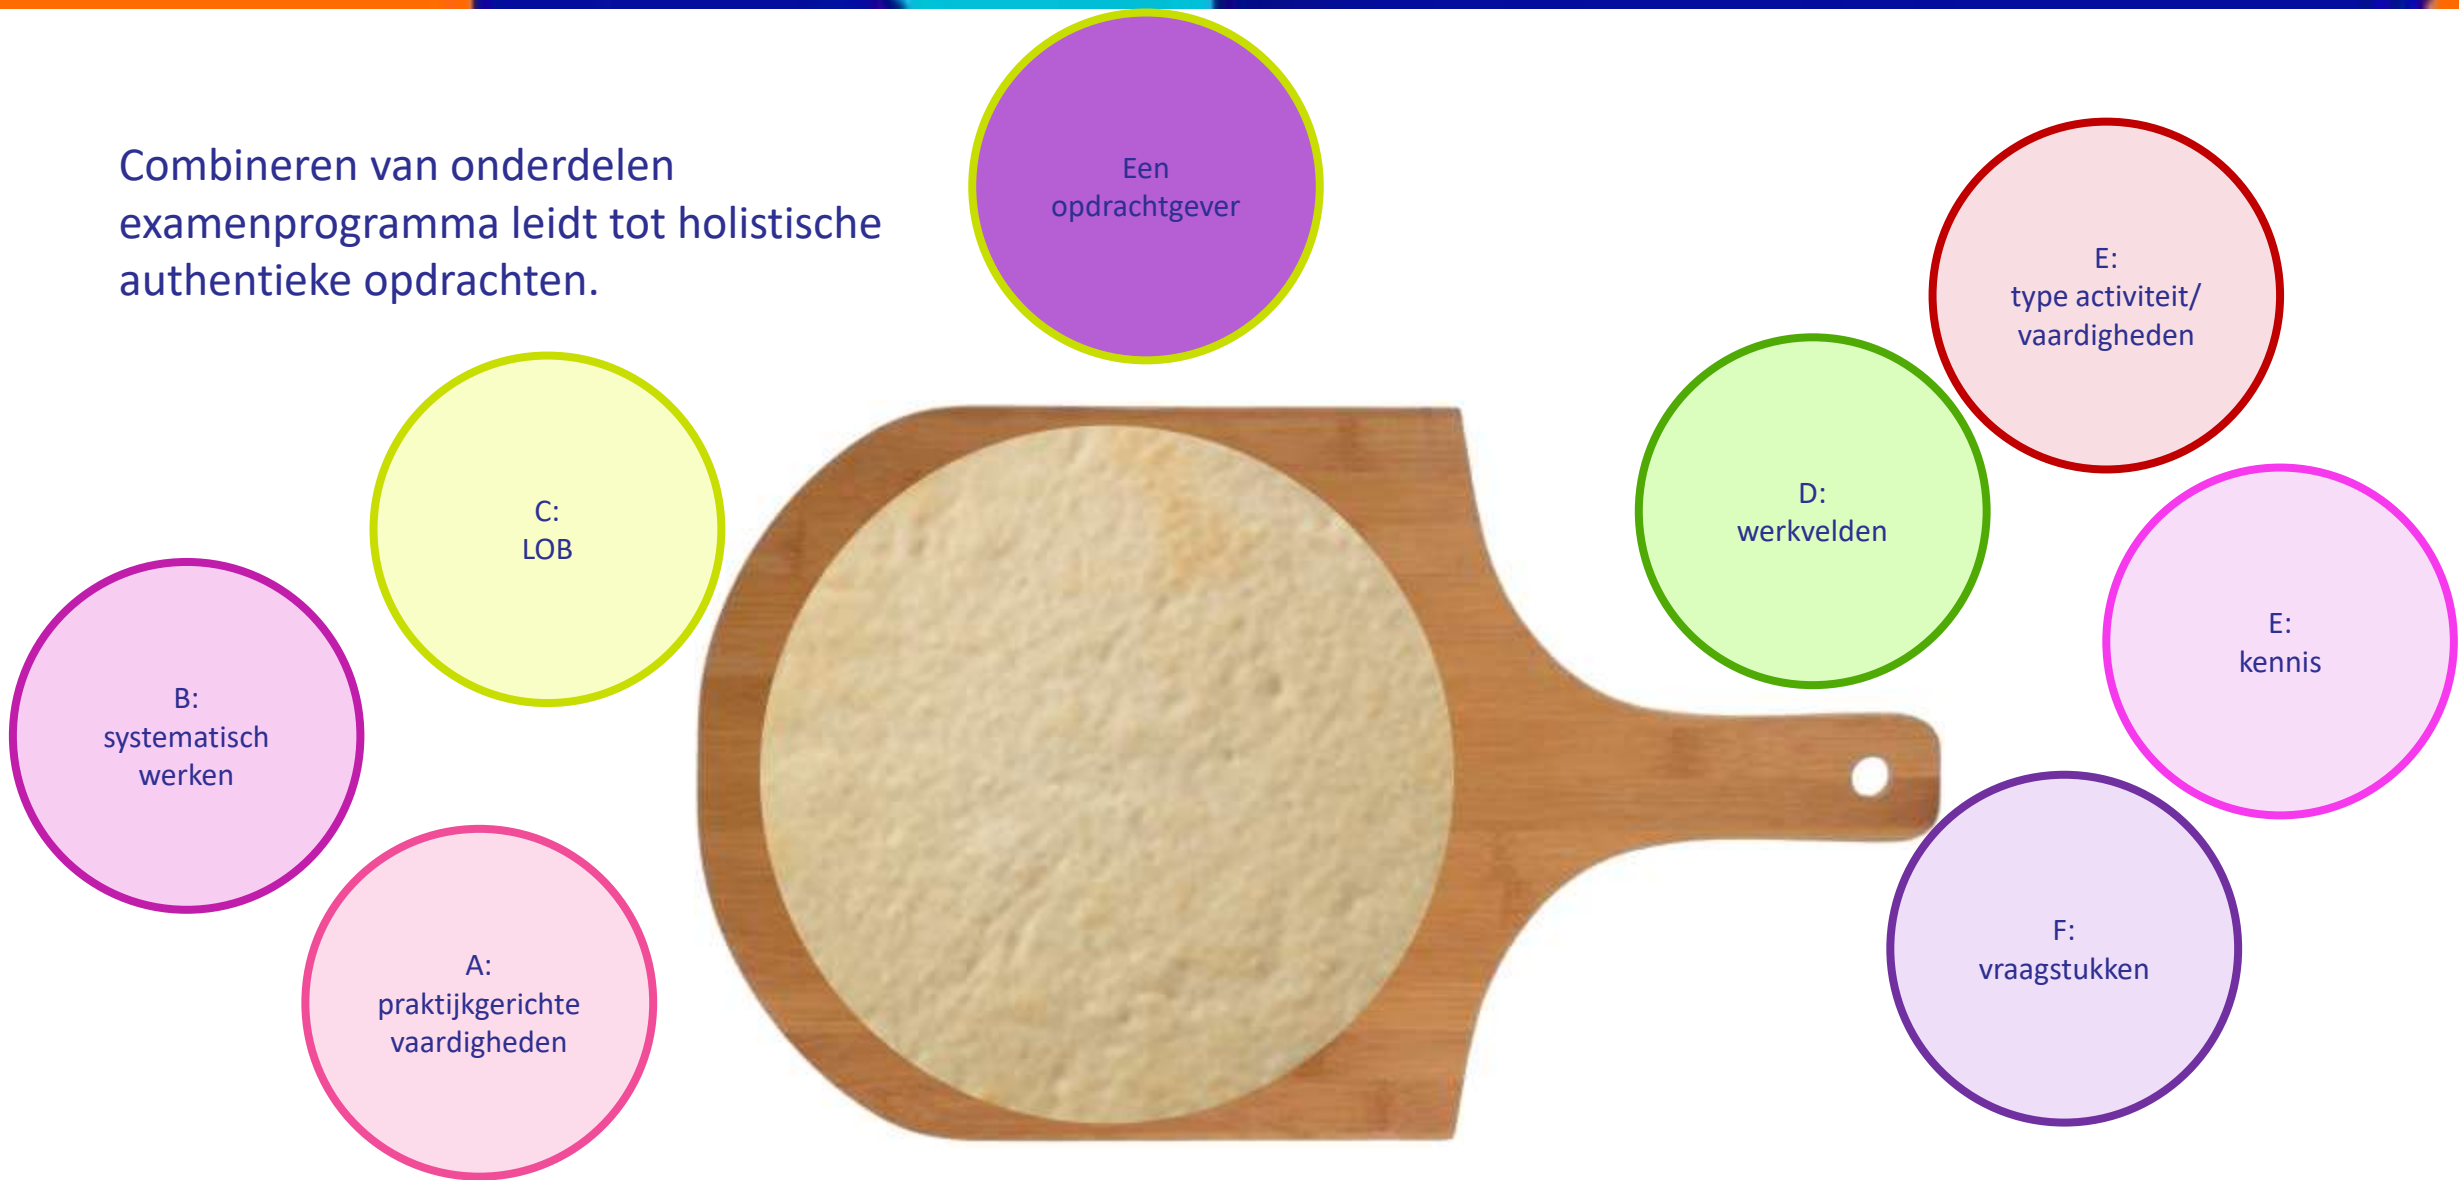 Combineren van onderdelen
examenprogramma leidt tot holistische
authentieke opdrachten.
Een
opdrachtgever
E:
type activiteit/
vaardigheden
C:
LOB
D:
werkvelden
E:
kennis
B:
systematisch
werken
A:
praktijkgerichte
vaardigheden
F:
vraagstukken